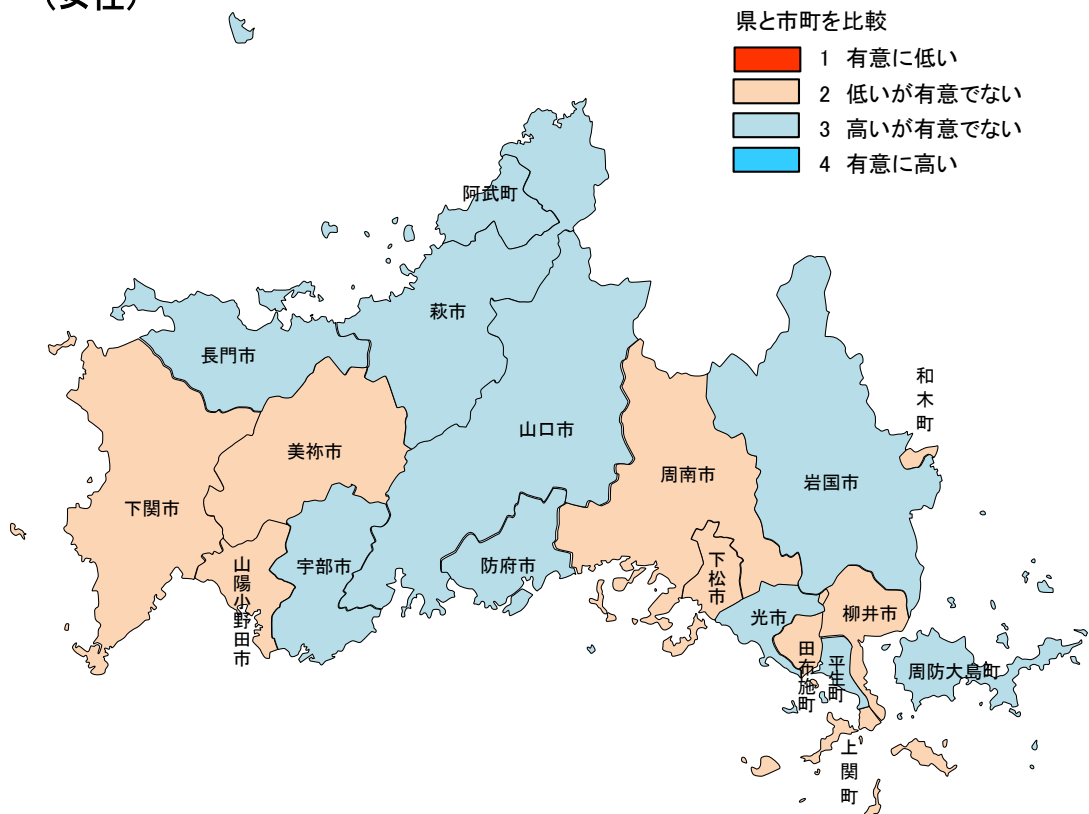 （女性）
県と市町を比較
1 有意に低い
2 低いが有意でない
3 高いが有意でない
4 有意に高い
阿武町
萩市
長門市
和木町
山口市
美祢市
周南市
岩国市
下関市
山陽小野田市
宇部市
防府市
下松市
光市
柳井市
田布施町
平生町
周防大島町
上関町